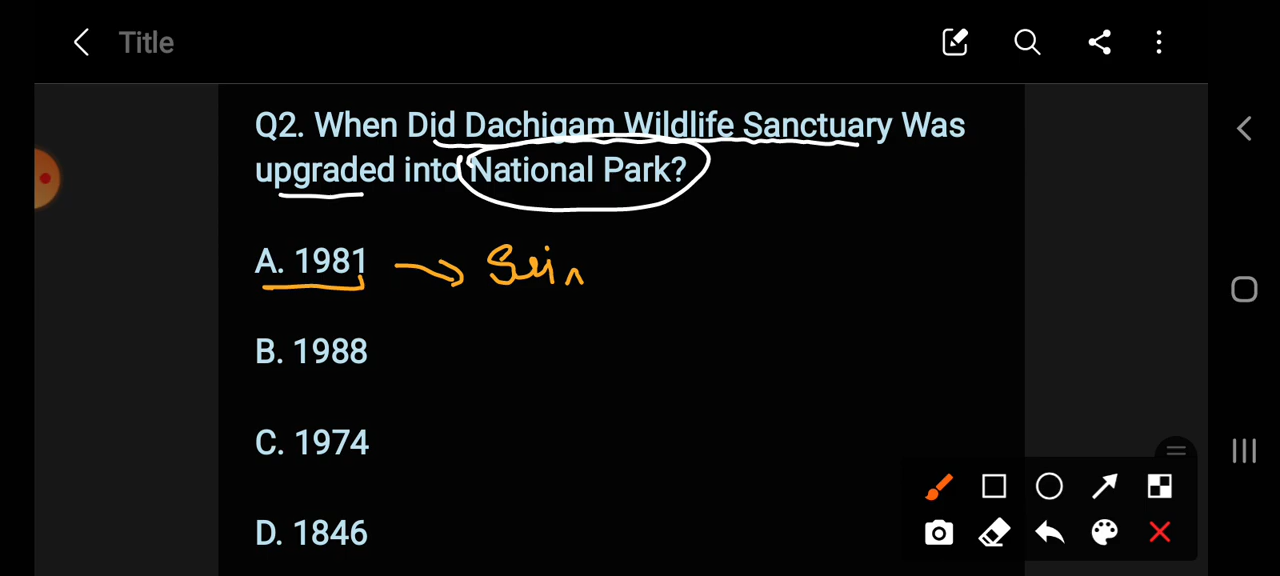 Title
Q2. When Did Dachigam Wildlife Sanctuary Was
upgraded into National Park?
A. 1981 →
B. 1988
C. 1974
D. 1846